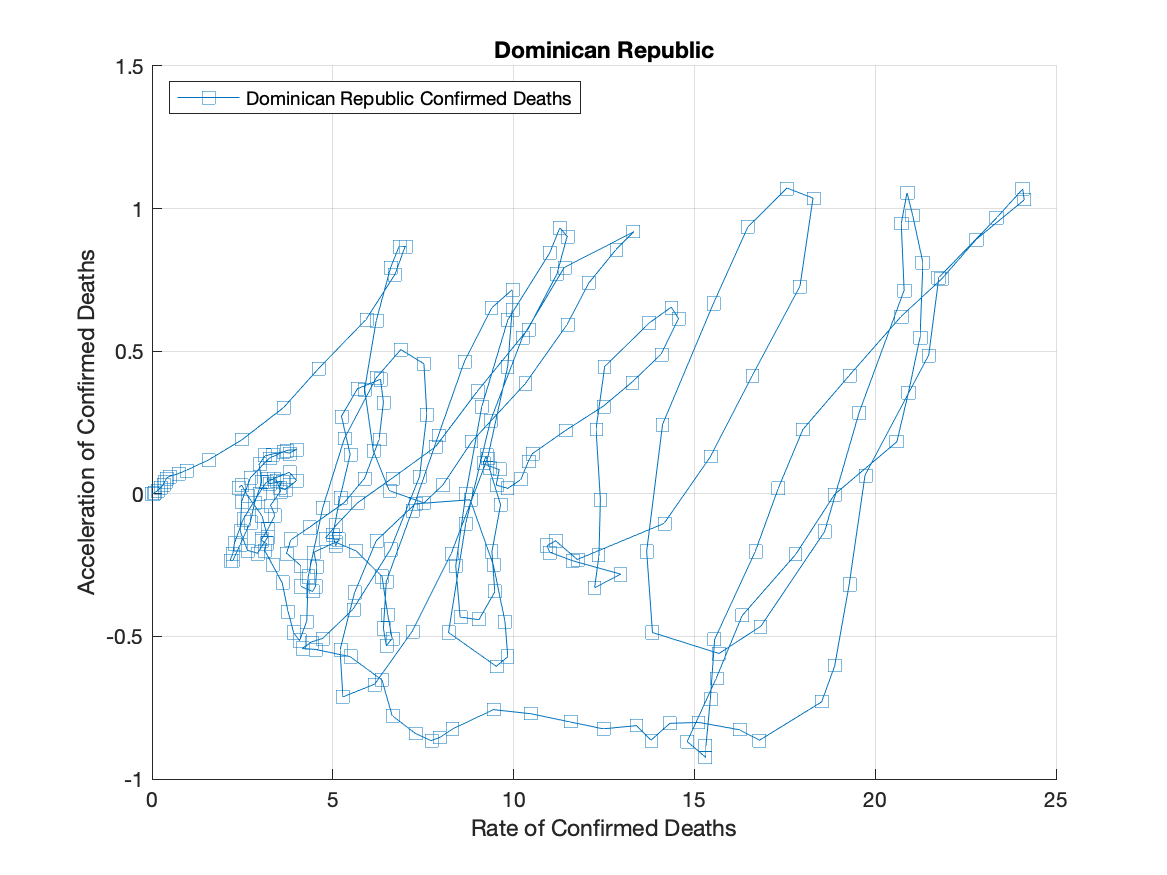 Dominican Republic
1.5
Dominican Republic Confirmed Deaths
1
0.5
0
-0.5
-1
Acceleration of Confirmed Deaths
0 5 10 15 20 25
Rate of Confirmed Deaths